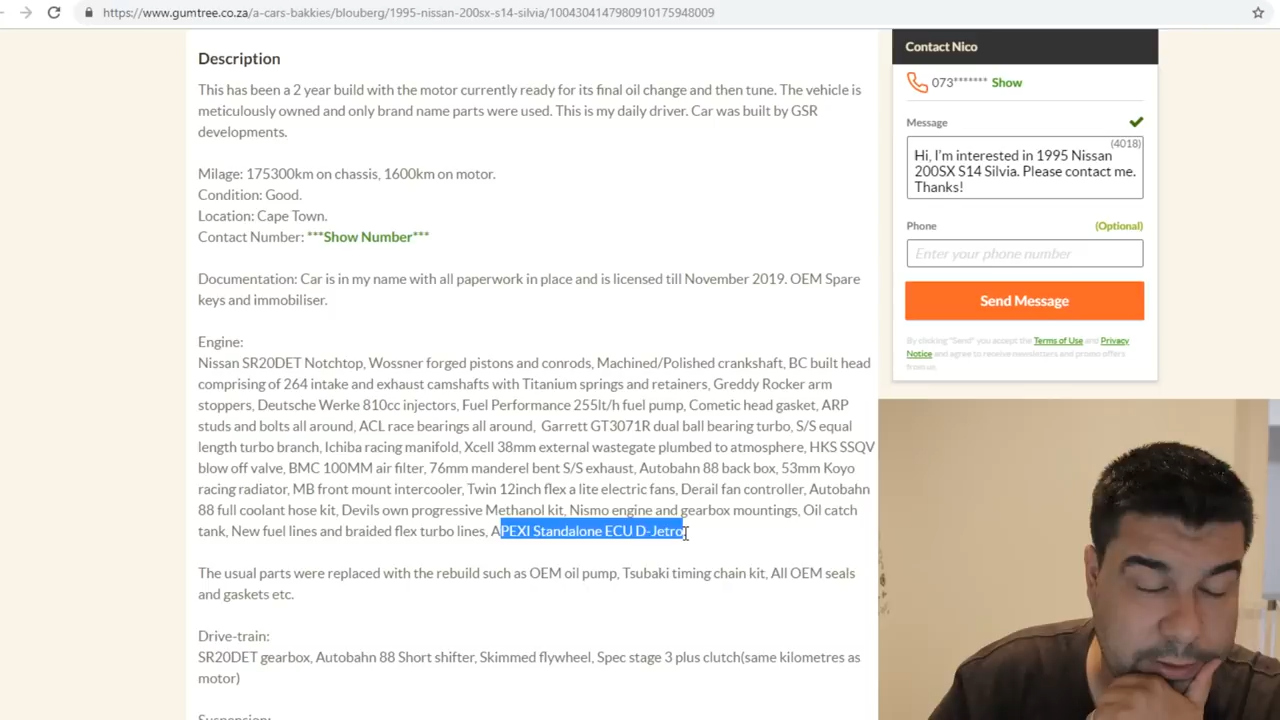 https://www.gumtree.co.za/a-cars-bakkies/blouberg/1995-nissan-200sx-s14-silvia/1004304147980910175948009
Description
This has been a 2 year build with the motor currently ready for its final oil change and then tune. The vehicle is
meticulously owned and only brand name parts were used. This is my daily driver. Car was built by GSR
developments.
Milage: 175300km on chassis, 1600km on motor.
Condition: Good.
Location: Cape Town.
Contact Number: ***Show Number***
Documentation: Car is in my name with all paperwork in place and is licensed till November 2019. OEM Spare
keys and immobiliser.
Engine:
Nissan SR20DET Notchtop, Wossner forged pistons and conrods, Machined/Polished crankshaft, BC built head
comprising of 264 intake and exhaust camshafts with Titanium springs and retainers, Greddy Rocker arm
stoppers, Deutsche Werke 810cc injectors, Fuel Performance 255lt/h fuel pump, Cometic head gasket, ARP
studs and bolts all around, ACL race bearings all around, Garrett GT3071R dual ball bearing turbo, S/S equal
length turbo branch, Ichiba racing manifold, Xcell 38mm external wastegate plumbed to atmosphere, HKS SSQV
blow off valve, BMC 100MM air filter, 76mm manderel bent S/S exhaust, Autobahn 88 back box, 53mm Koyo
racing radiator, MB front mount intercooler, Twin 12inch flex a lite electric fans, Derail fan controller, Autobahn
88 full coolant hose kit, Devils own progressive Methanol kit, Nismo engine and gearbox mountings, Oil catch
tank, New fuel lines and braided flex turbo lines, APEXI Standalone ECU D-Jetro
The usual parts were replaced with the rebuild such as OEM oil pump, Tsubaki timing chain kit, All OEM seals
and gaskets etc.
Drive-train:
SR20DET gearbox, Autobahn 88 Short shifter, Skimmed flywheel, Spec stage 3 plus clutch(same kilometres as
motor)
Suspension:
Contact Nico
073******* Show
Message
(4018)
Hi, I'm interested in 1995 Nissan
200SX S14 Silvia. Please contact me.
Thanks!
Phone (Optional)
Enter your phone number
Send Message
By clicking "Send" you accept the Terms of Use and Privacy
Notice and agree to receive newsletters and promo offers
from us.